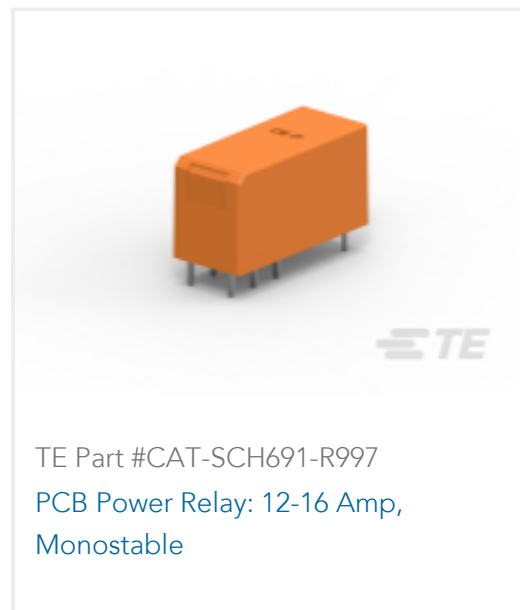 TE
TE Part #CAT-SCH691-R997
PCB Power Relay: 12-16 Amp,
Monostable